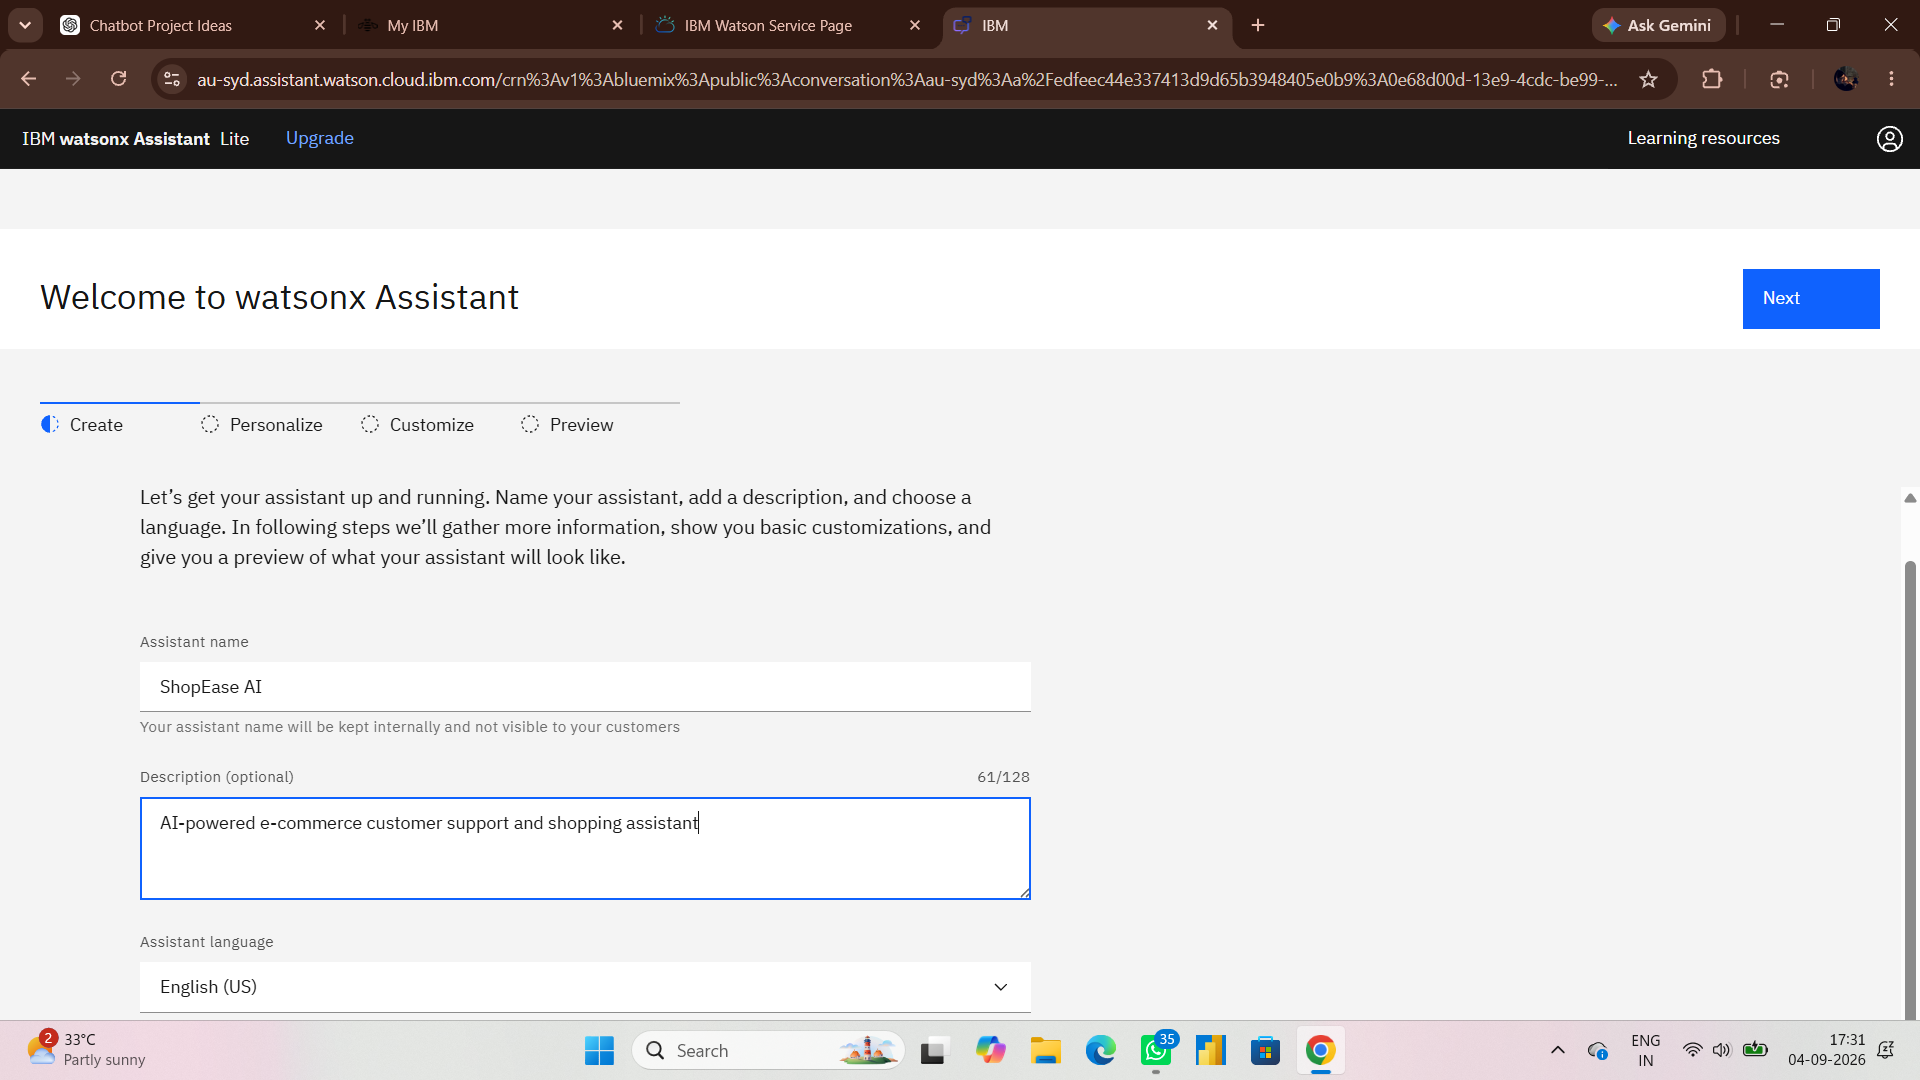 Chatbot Project Ideas
My IBM
IBM Watson Service Page
IBM
Ask Gemini
au-syd.assistant.watson.cloud.ibm.com/crn%3Av1%3Abluemix%3Apublic%3Aconversation%3Aau-syd%3Aa%2Fedfeec44e337413d9d65b3948405e0b9%3A0e68d00d-13e9-4cdc-be99-...
IBM watsonx Assistant Lite
Upgrade
Learning resources
Welcome to watsonx Assistant
Next
Create
Personalize
Customize
Preview
Let’s get your assistant up and running. Name your assistant, add a description, and choose a
language. In following steps we’ll gather more information, show you basic customizations, and
give you a preview of what your assistant will look like.
Assistant name
ShopEase AI
Your assistant name will be kept internally and not visible to your customers
Description (optional)
61/128
AI-powered e-commerce customer support and shopping assistant
Assistant language
English (US)
2
33°C
Partly sunny
Search
35
ENG
IN
17:31
04-09-2026